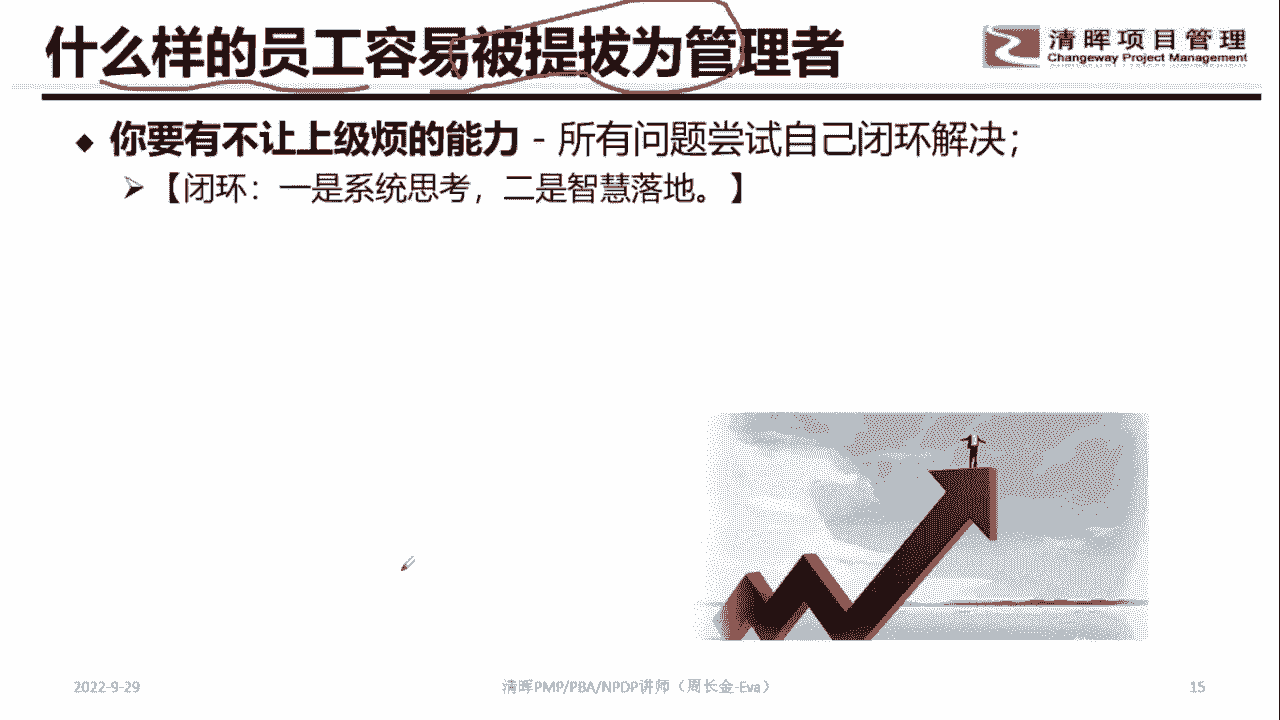 什么样的员工容易被提拔为管理者
清晖项目管理
Changeway Project Management
◆ 你要有不让上级烦的能力 - 所有问题尝试自己闭环解决；
➢【闭环：一是系统思考，二是智慧落地。】
2022-9-29
清晖PMP/PBA/NPDP讲师（周长金-Eva）
15